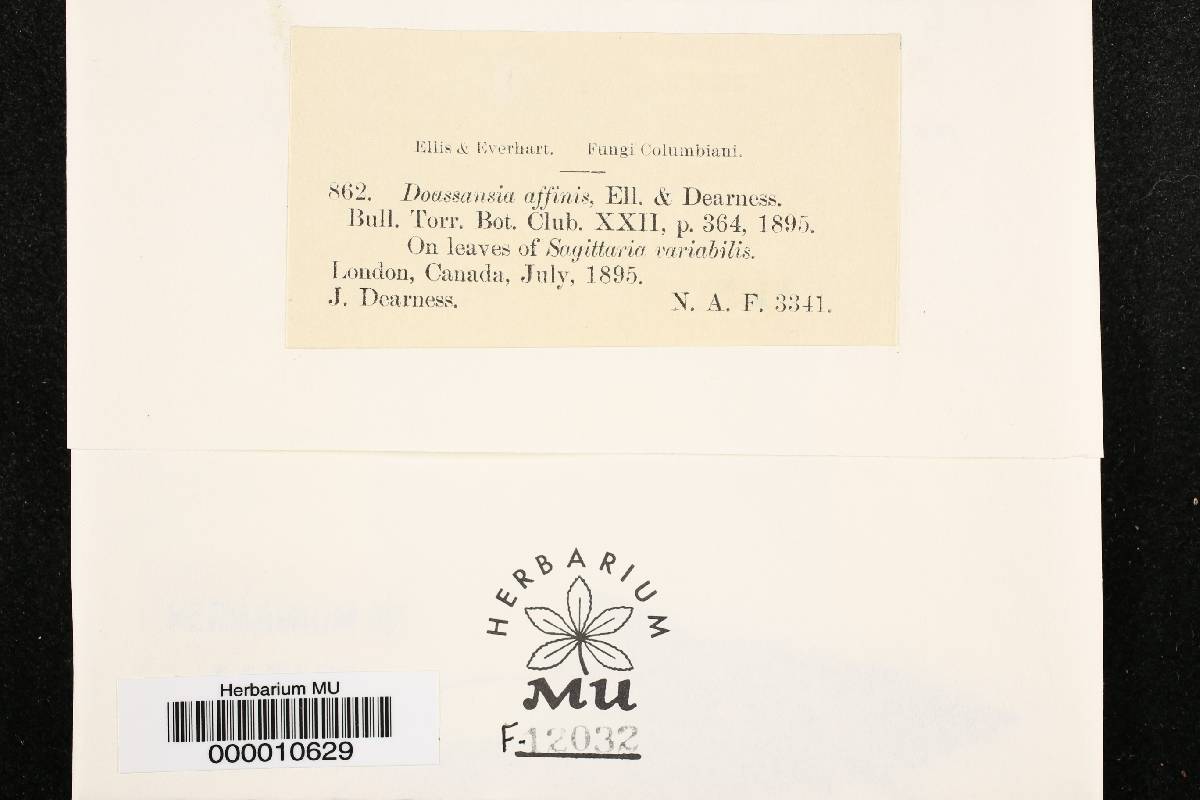 Ellis & Everhart. Fungi Columbiani.
862. Doassansia affinis, Ell. & Dearness.
Bull. Torr. Bot. Club. XXII, p. 364, 1895.
On leaves of Sagittaria variabilis.
London, Canada, July, 1895.
J. Dearness. N. A. F. 3341.
HERBARIUM
MU
F-12032
Herbarium MU
000010629